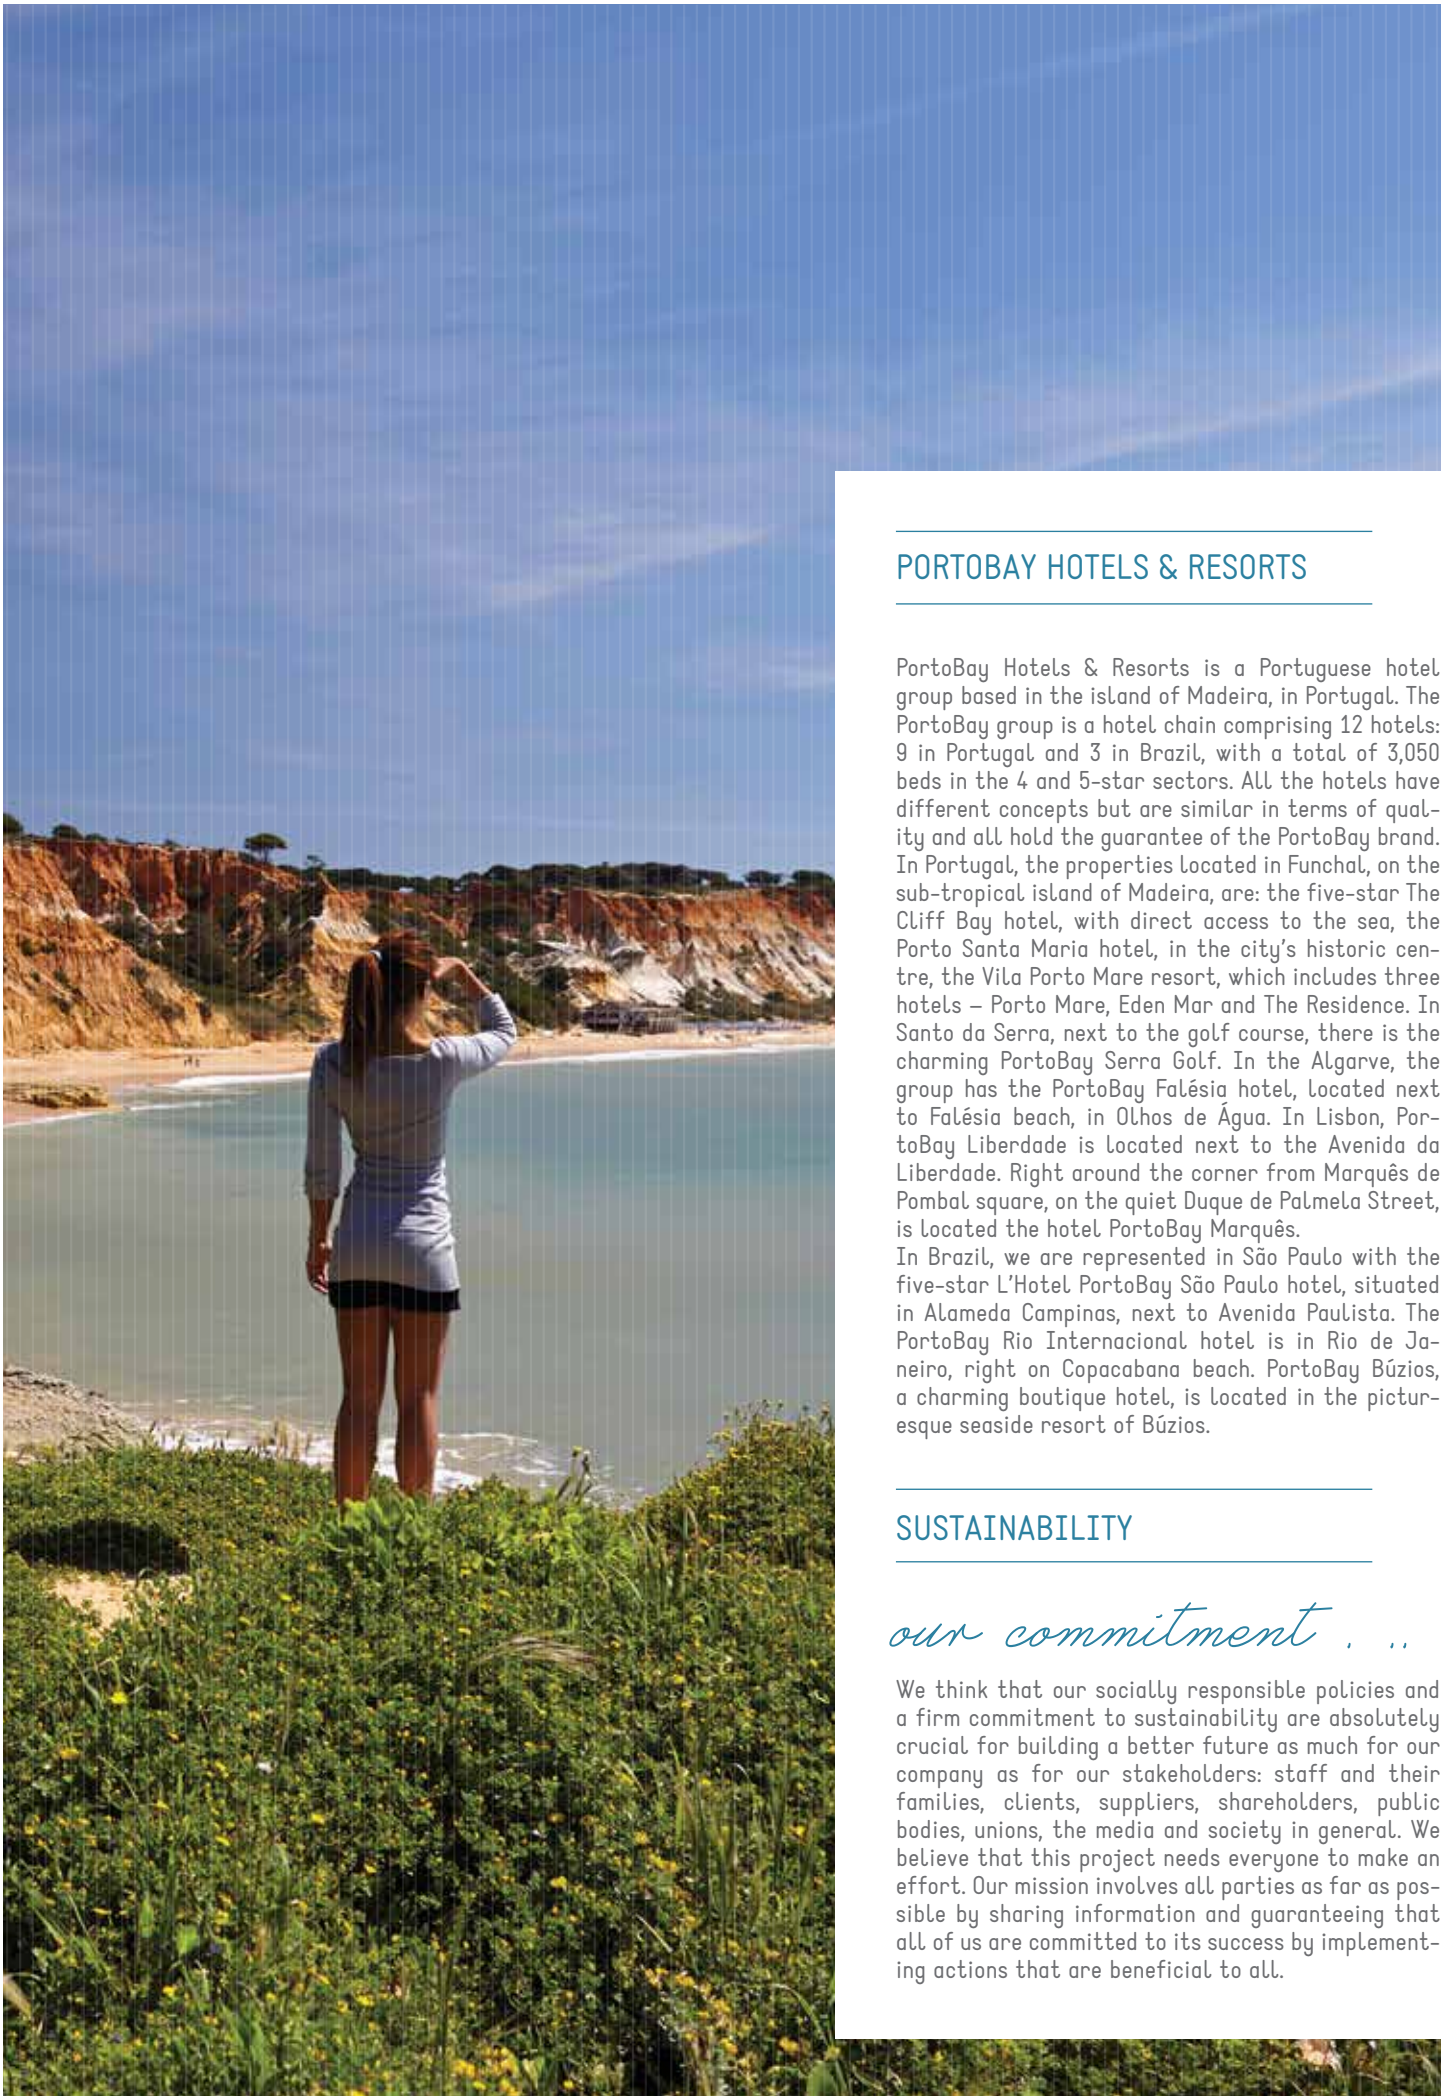 PORTOBAY HOTELS & RESORTS
PortoBay Hotels & Resorts is a Portuguese hotel
group based in the island of Madeira, in Portugal. The
PortoBay group is a hotel chain comprising 12 hotels:
9 in Portugal and 3 in Brazil, with a total of 3,050
beds in the 4 and 5-star sectors. All the hotels have
different concepts but are similar in terms of qual-
ity and all hold the guarantee of the PortoBay brand.
In Portugal, the properties located in Funchal, on the
sub-tropical island of Madeira, are: the five-star The
Cliff Bay hotel, with direct access to the sea, the
Porto Santa Maria hotel, in the city's historic cen-
tre, the Vila Porto Mare resort, which includes three
hotels – Porto Mare, Eden Mar and The Residence. In
Santo da Serra, next to the golf course, there is the
charming PortoBay Serra Golf. In the Algarve, the
group has the PortoBay Falésia hotel, located next
to Falésia beach, in Olhos de Água. In Lisbon, Por-
toBay Liberdade is located next to the Avenida da
Liberdade. Right around the corner from Marquês de
Pombal square, on the quiet Duque de Palmela Street,
is located the hotel PortoBay Marquês.
In Brazil, we are represented in São Paulo with the
five-star L'Hotel PortoBay São Paulo hotel, situated
in Alameda Campinas, next to Avenida Paulista. The
PortoBay Rio Internacional hotel is in Rio de Ja-
neiro, right on Copacabana beach. PortoBay Búzios,
a charming boutique hotel, is located in the pictur-
esque seaside resort of Búzios.
SUSTAINABILITY
our commitment . ..
We think that our socially responsible policies and
a firm commitment to sustainability are absolutely
crucial for building a better future as much for our
company as for our stakeholders: staff and their
families, clients, suppliers, shareholders, public
bodies, unions, the media and society in general. We
believe that this project needs everyone to make an
effort. Our mission involves all parties as far as pos-
sible by sharing information and guaranteeing that
all of us are committed to its success by implement-
ing actions that are beneficial to all.